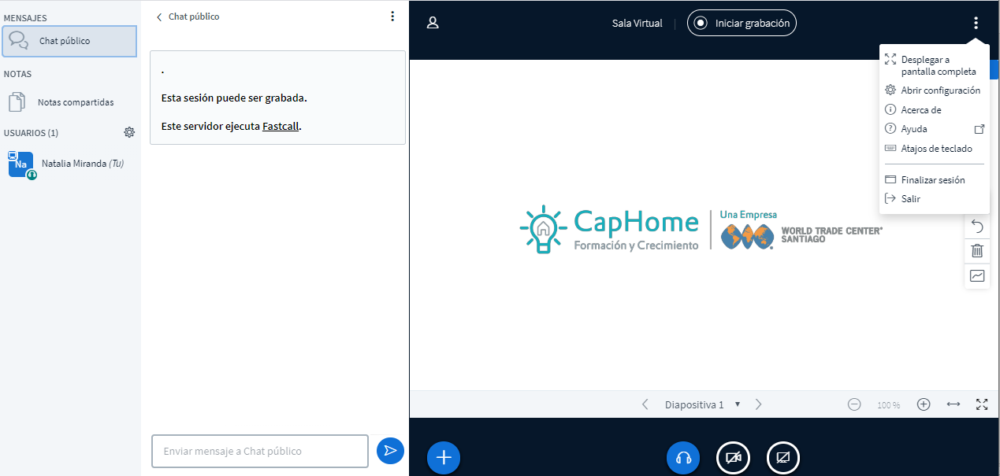 MENSAJES
Chat público
NOTAS
Notas compartidas
USUARIOS (1)
Na
Natalia Miranda (Tu)
Chat público
.
Esta sesión puede ser grabada.
Este servidor ejecuta Fastcall.
Enviar mensaje a Chat público
Sala Virtual
Iniciar grabación
Desplegar a
pantalla completa
Abrir configuración
Acerca de
Ayuda
Atajos de teclado
Finalizar sesión
Salir
CapHome
Formación y Crecimiento
Una Empresa
WORLD TRADE CENTER®
SANTIAGO
Diapositiva 1
100 %